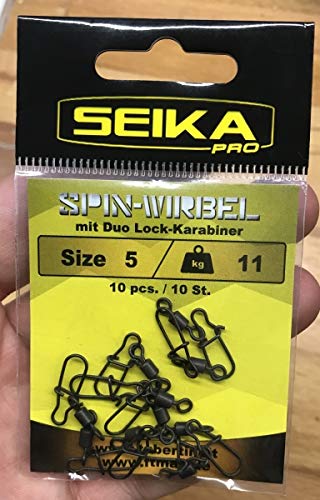 SEIKA
PRO
SPIN-WIRBEL
mit Duo Lock-Karabiner
Size 5 / kg 11
10 pcs. / 10 St.